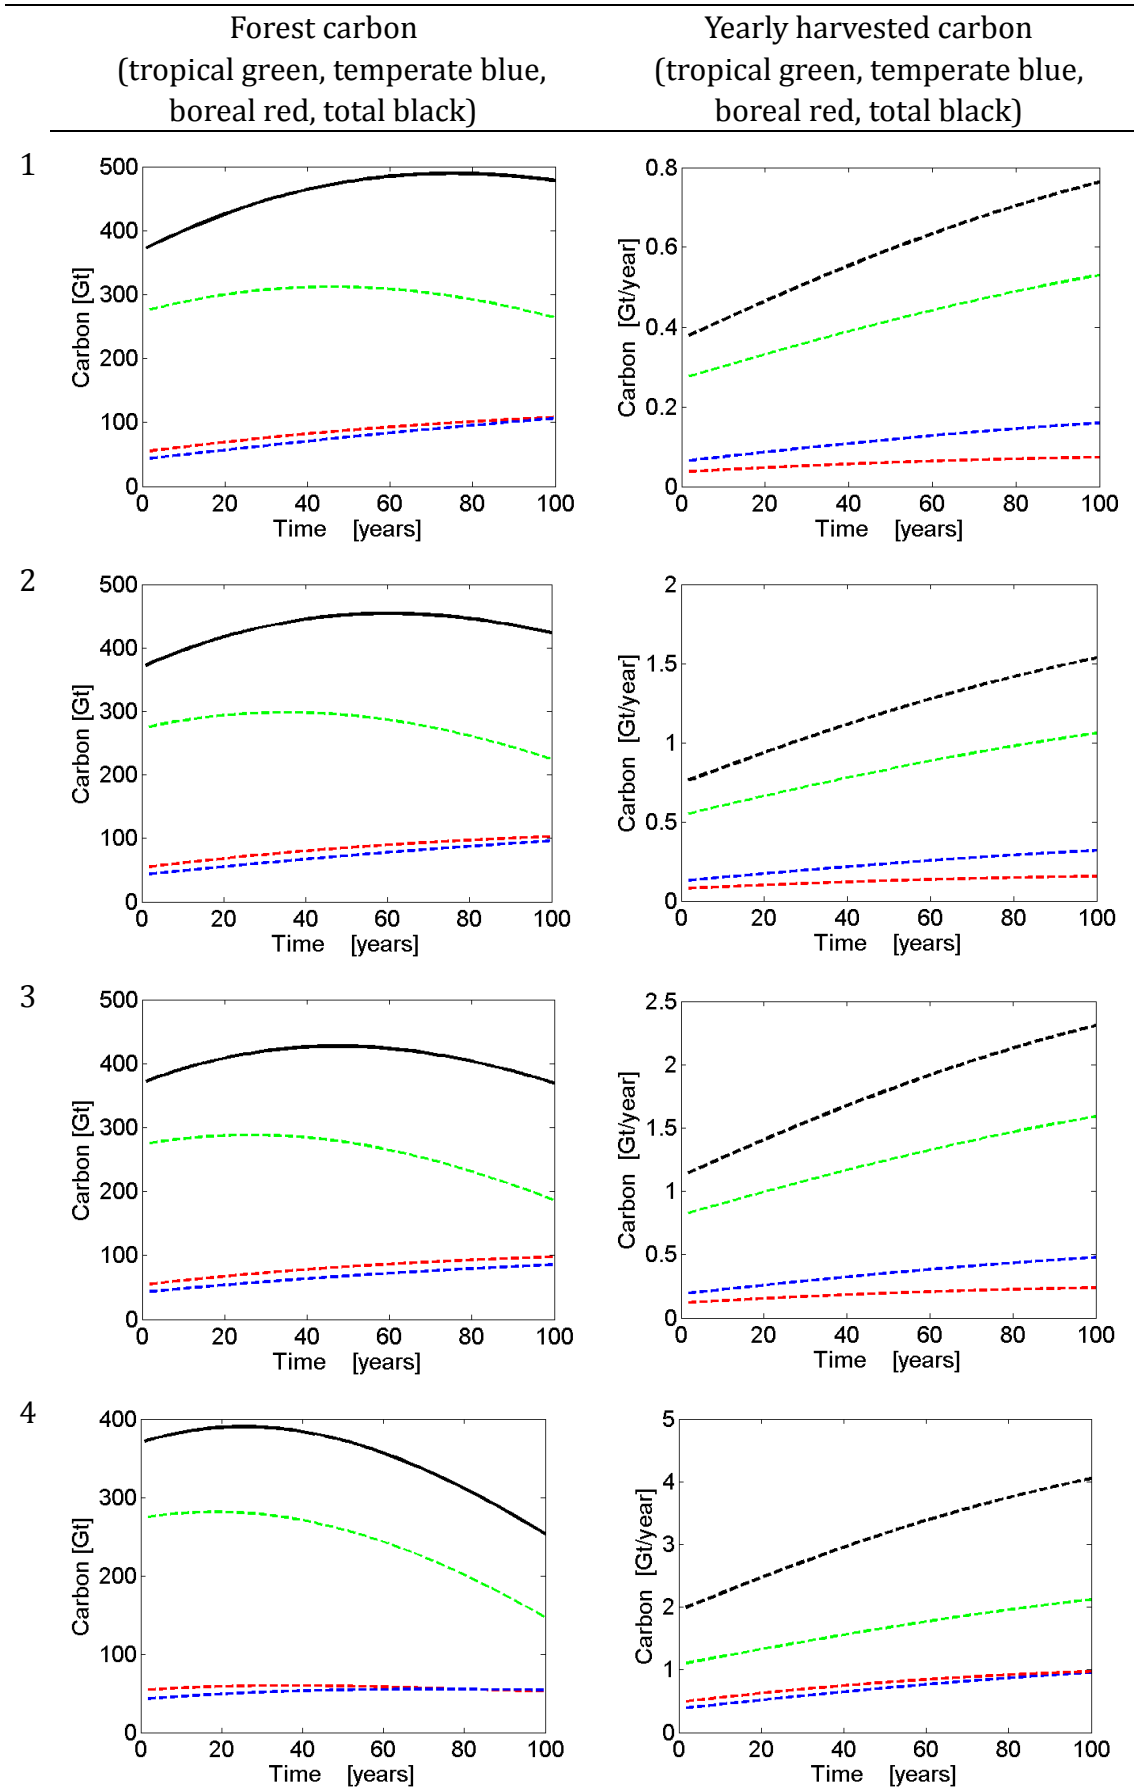 Forest carbon
(tropical green, temperate blue,
boreal red, total black)
Yearly harvested carbon
(tropical green, temperate blue,
boreal red, total black)
1
500
400
300
200
100
0
0 20 40 60 80 100
Carbon [Gt]
Time [years]
0.8
0.6
0.4
0.2
0
0 20 40 60 80 100
Carbon [Gt/year]
Time [years]
2
500
400
300
200
100
0
0 20 40 60 80 100
Carbon [Gt]
Time [years]
2
1.5
1
0.5
0
0 20 40 60 80 100
Carbon [Gt/year]
Time [years]
3
500
400
300
200
100
0
0 20 40 60 80 100
Carbon [Gt]
Time [years]
2.5
2
1.5
1
0.5
0
0 20 40 60 80 100
Carbon [Gt/year]
Time [years]
4
400
300
200
100
0
0 20 40 60 80 100
Carbon [Gt]
Time [years]
5
4
3
2
1
0
0 20 40 60 80 100
Carbon [Gt/year]
Time [years]